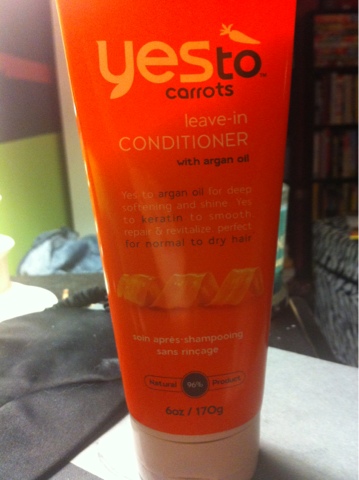 yes to™
carrots
leave-in
CONDITIONER
with argan oil
Yes to argan oil for deep
softening and shine. Yes
to keratin to smooth
repair & revitalize. perfect
for normal to dry hair
soin après-shampooing
sans rinçage
Natural 96% Product
6oz / 170g